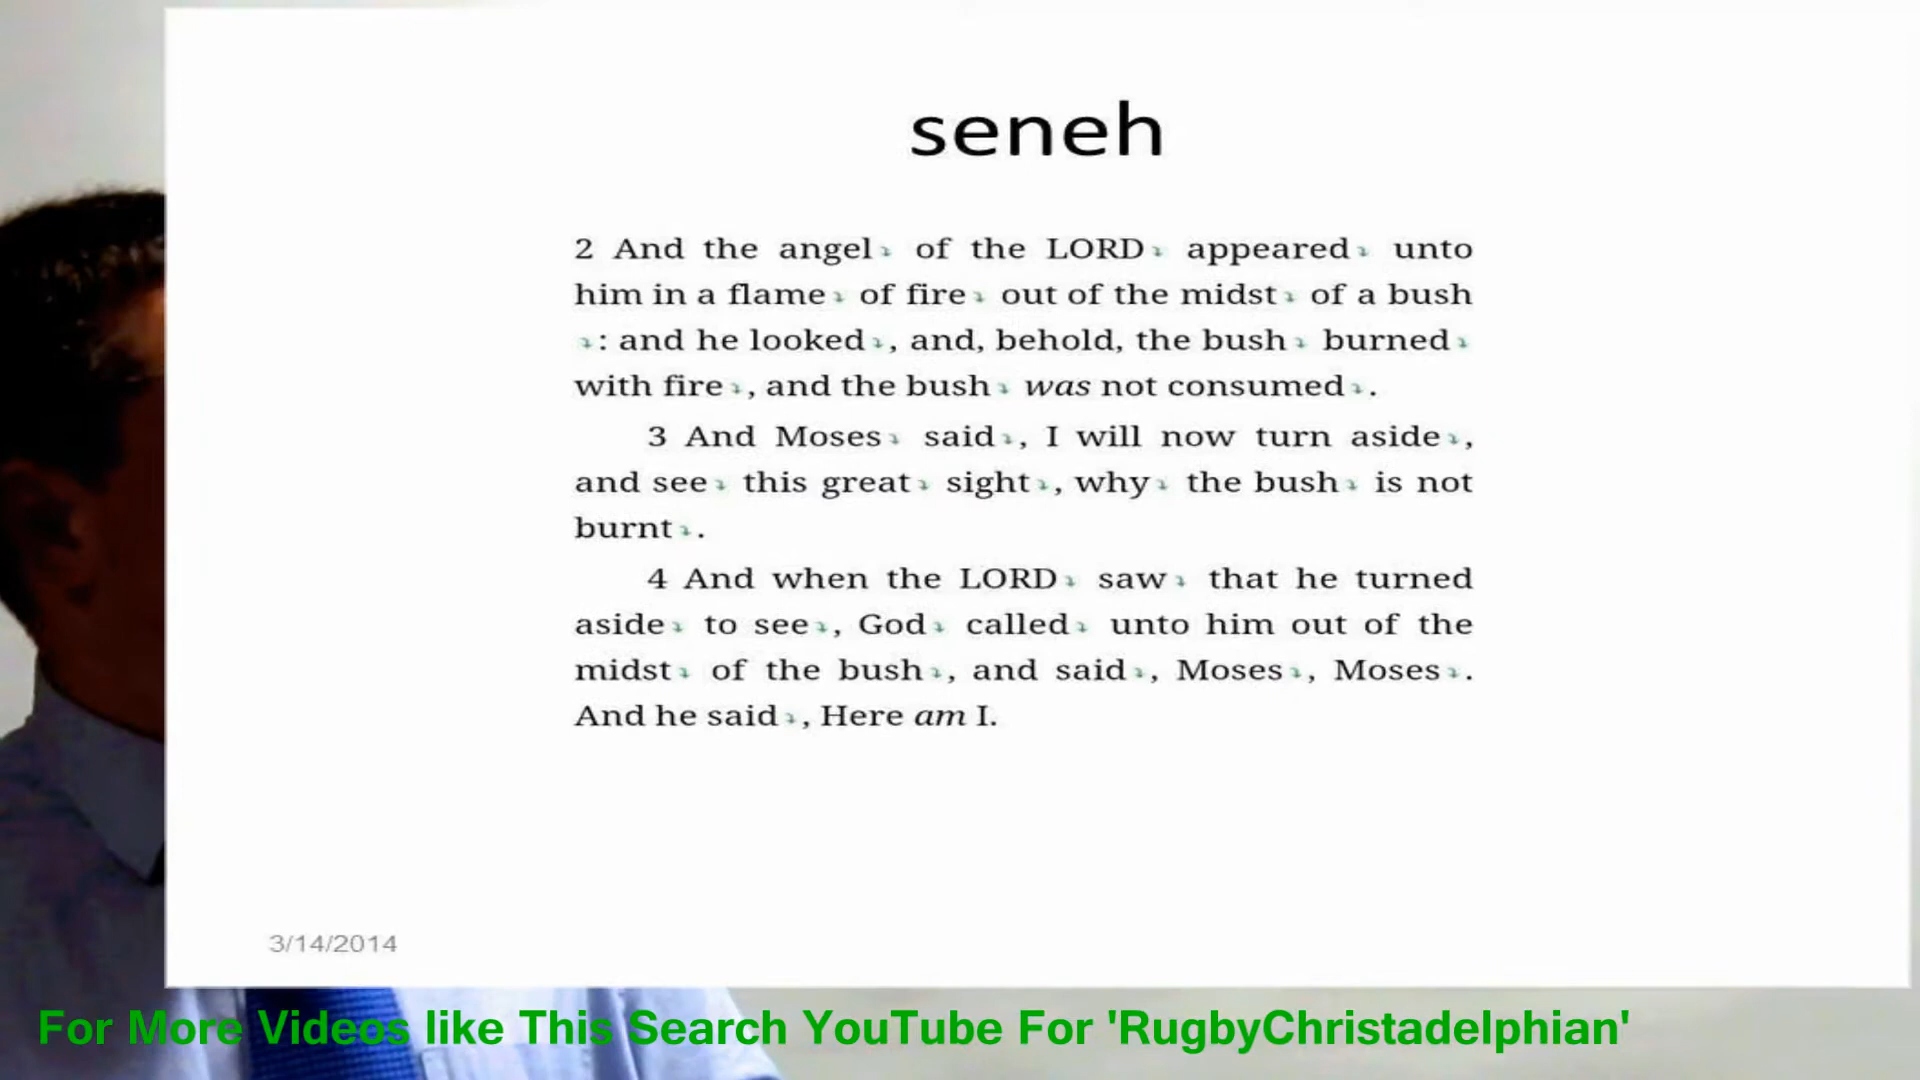 seneh
2 And the angel of the LORD appeared unto
him in a flame of fire out of the midst of a bush
: and he looked, and, behold, the bush burned
with fire, and the bush was not consumed.
3 And Moses said, I will now turn aside,
and see this great sight, why the bush is not
burnt.
4 And when the LORD saw that he turned
aside to see, God called unto him out of the
midst of the bush, and said, Moses, Moses.
And he said, Here am I.
3/14/2014
For More Videos like This Search YouTube For 'RugbyChristadelphian'